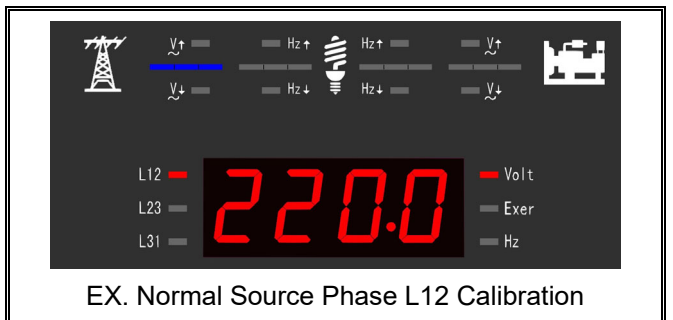 V↑ Hz↑ Hz↑ V↑
V↓ Hz↓ Hz↓ V↓
L12 220.0 Volt
L23 Exer
L31 Hz
EX. Normal Source Phase L12 Calibration